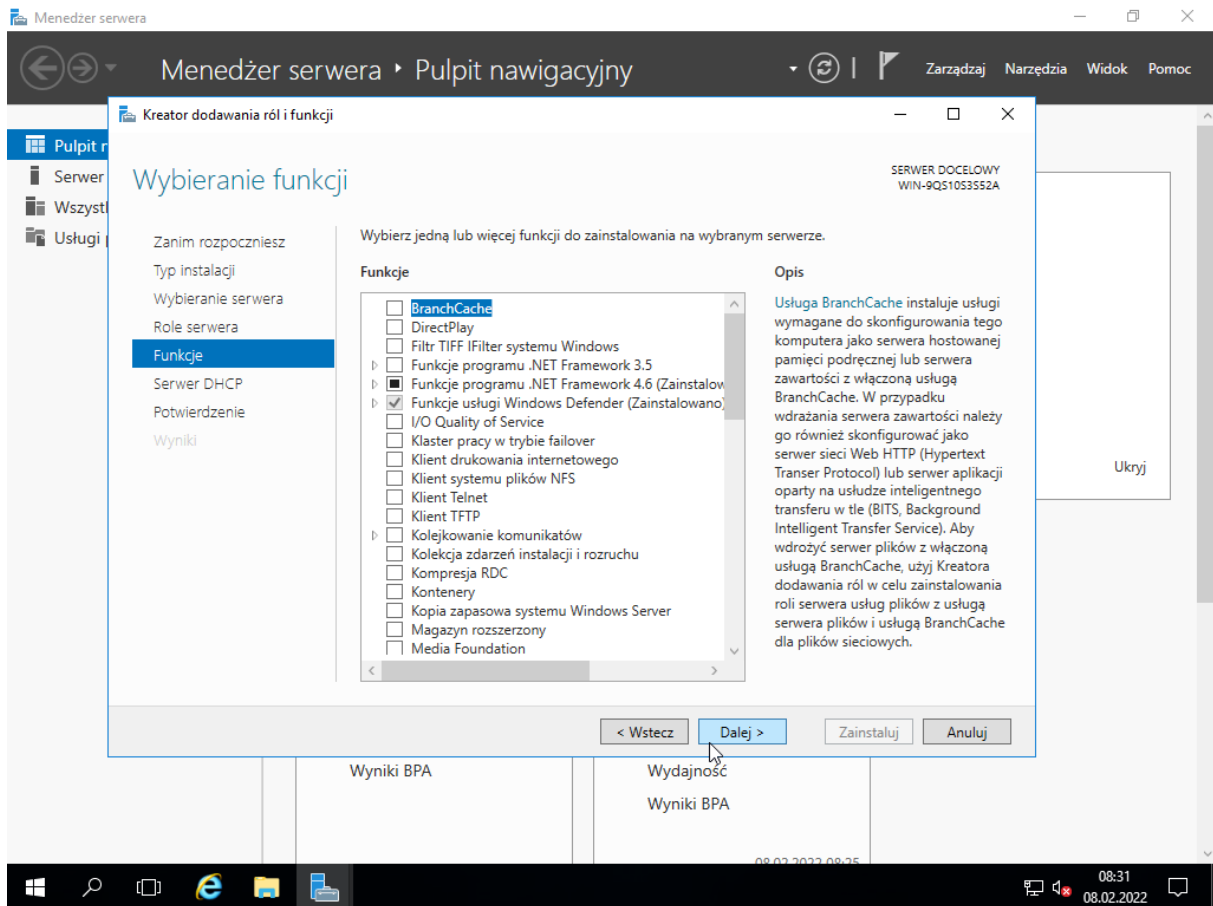 Menedżer serwera
Menedżer serwera
Pulpit nawigacyjny
Zarządzaj
Narzędzia
Widok
Pomoc
Pulpit n
Serwer
Wszystl
Usługi
Ukryj
Kreator dodawania ról i funkcji
Wybieranie funkcji
SERWER DOCELOWY
WIN-9QS10S3S52A
Zanim rozpoczniesz
Typ instalacji
Wybieranie serwera
Role serwera
Funkcje
Serwer DHCP
Potwierdzenie
Wyniki
Wybierz jedną lub więcej funkcji do zainstalowania na wybranym serwerze.
Funkcje
BranchCache
DirectPlay
Filtr TIFF IFilter systemu Windows
Funkcje programu .NET Framework 3.5
Funkcje programu .NET Framework 4.6 (Zainstalow
Funkcje usługi Windows Defender (Zainstalowano)
I/O Quality of Service
Klaster pracy w trybie failover
Klient drukowania internetowego
Klient systemu plików NFS
Klient Telnet
Klient TFTP
Kolejkowanie komunikatów
Kolekcja zdarzeń instalacji i rozruchu
Kompresja RDC
Kontenery
Kopia zapasowa systemu Windows Server
Magazyn rozszerzony
Media Foundation
Opis
Usługa BranchCache instaluje usługi
wymagane do skonfigurowania tego
komputera jako serwera hostowanej
pamięci podręcznej lub serwera
zawartości z włączoną usługą
BranchCache. W przypadku
wdrażania serwera zawartości należy
go również skonfigurować jako
serwer sieci Web HTTP (Hypertext
Transer Protocol) lub serwer aplikacji
oparty na usłudze inteligentnego
transferu w tle (BITS, Background
Intelligent Transfer Service). Aby
wdrożyć serwer plików z włączoną
usługą BranchCache, użyj Kreatora
dodawania ról w celu zainstalowania
roli serwera usług plików z usługą
serwera plików i usługą BranchCache
dla plików sieciowych.
< Wstecz
Dalej >
Zainstaluj
Anuluj
Wyniki BPA
Wydajność
Wyniki BPA
08.02.2022 08:25
08:31
08.02.2022